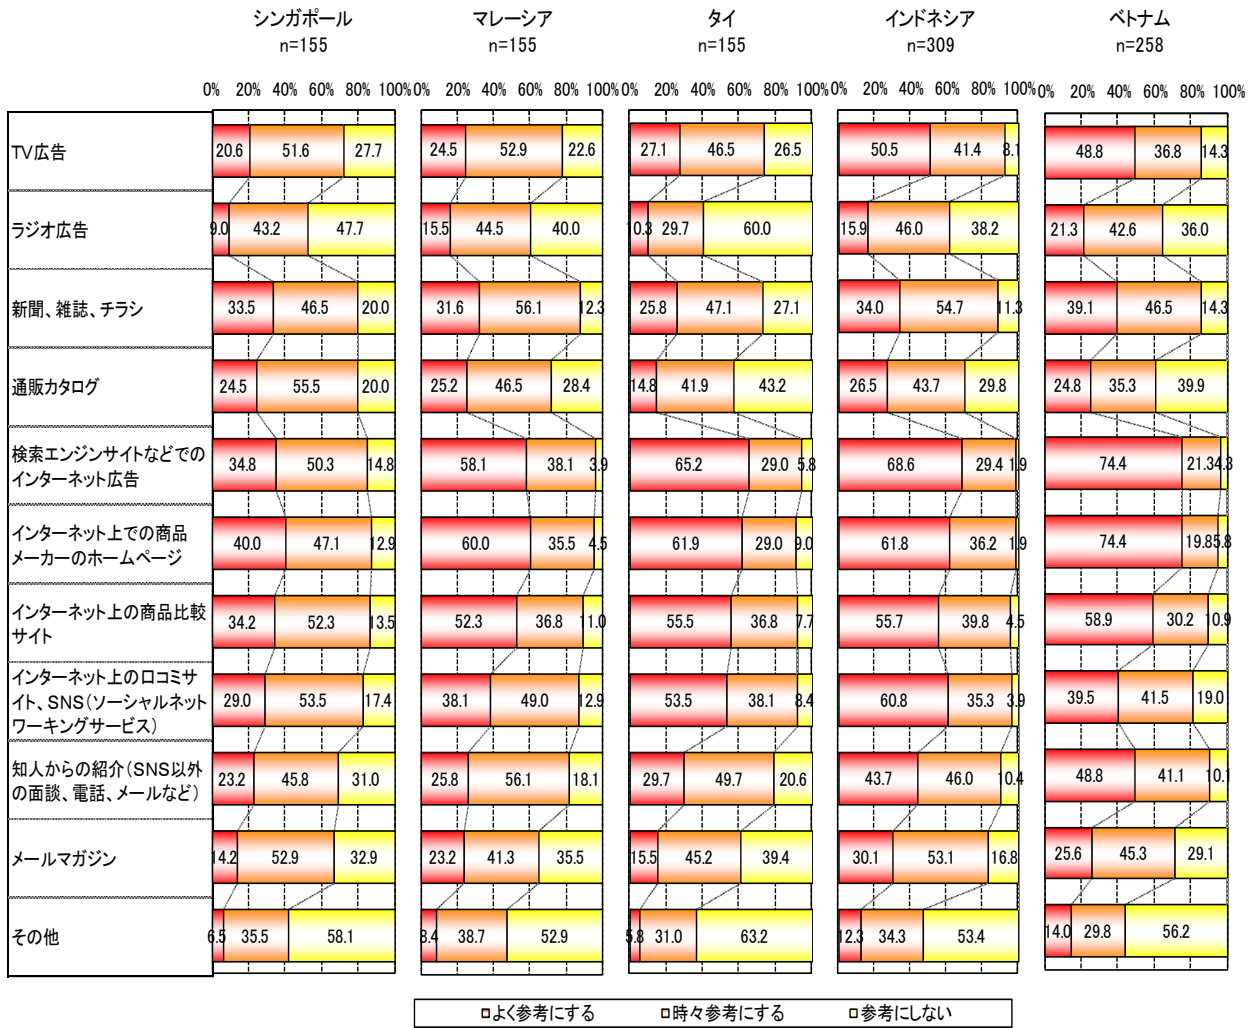 シンガポール マレーシア タイ インドネシア ベトナム
n=155 n=155 n=155 n=309 n=258
0% 20% 40% 60% 80% 100% 0% 20% 40% 60% 80% 100% 0% 20% 40% 60% 80% 100% 0% 20% 40% 60% 80% 100% 0% 20% 40% 60% 80% 100%
TV広告 20.6 51.6 27.7 24.5 52.9 22.6 27.1 46.5 26.5 50.5 41.4 8.1 48.8 36.8 14.3
ラジオ広告 9.0 43.2 47.7 15.5 44.5 40.0 10.3 29.7 60.0 15.9 46.0 38.2 21.3 42.6 36.0
新聞、雑誌、チラシ 33.5 46.5 20.0 31.6 56.1 12.3 25.8 47.1 27.1 34.0 54.7 11.3 39.1 46.5 14.3
通販カタログ 24.5 55.5 20.0 25.2 46.5 28.4 14.8 41.9 43.2 26.5 43.7 29.8 24.8 35.3 39.9
検索エンジンサイトなどでの
インターネット広告 34.8 50.3 14.8 58.1 38.1 3.9 65.2 29.0 5.8 68.6 29.4 1.9 74.4 21.3 4.3
インターネット上での商品
メーカーのホームページ 40.0 47.1 12.9 60.0 35.5 4.5 61.9 29.0 9.0 61.8 36.2 1.9 74.4 19.8 5.8
インターネット上の商品比較
サイト 34.2 52.3 13.5 52.3 36.8 11.0 55.5 36.8 7.7 55.7 39.8 4.5 58.9 30.2 10.9
インターネット上の口コミサ
イト、SNS(ソーシャルネット 29.0 53.5 17.4 38.1 49.0 12.9 53.5 38.1 8.4 60.8 35.3 3.9 39.5 41.5 19.0
ワーキングサービス)
知人からの紹介(SNS以外
の面談、電話、メールなど) 23.2 45.8 31.0 25.8 56.1 18.1 29.7 49.7 20.6 43.7 46.0 10.4 48.8 41.1 10.1
メールマガジン 14.2 52.9 32.9 23.2 41.3 35.5 15.5 45.2 39.4 30.1 53.1 16.8 25.6 45.3 29.1
その他 6.5 35.5 58.1 8.4 38.7 52.9 5.8 31.0 63.2 12.3 34.3 53.4 14.0 29.8 56.2
よく参考にする 時々参考にする 参考にしない